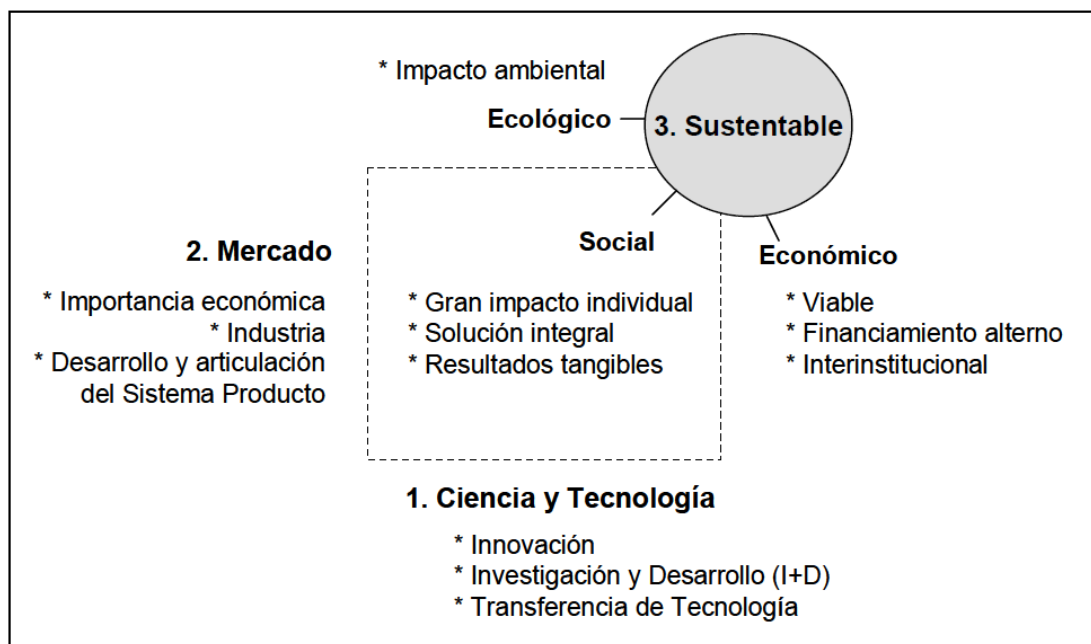 * Impacto ambiental
Ecológico
3. Sustentable
Social
Económico
2. Mercado
* Importancia económica
* Industria
* Desarrollo y articulación
del Sistema Producto
* Gran impacto individual
* Solución integral
* Resultados tangibles
* Viable
* Financiamiento alterno
* Interinstitucional
1. Ciencia y Tecnología
* Innovación
* Investigación y Desarrollo (I+D)
* Transferencia de Tecnología